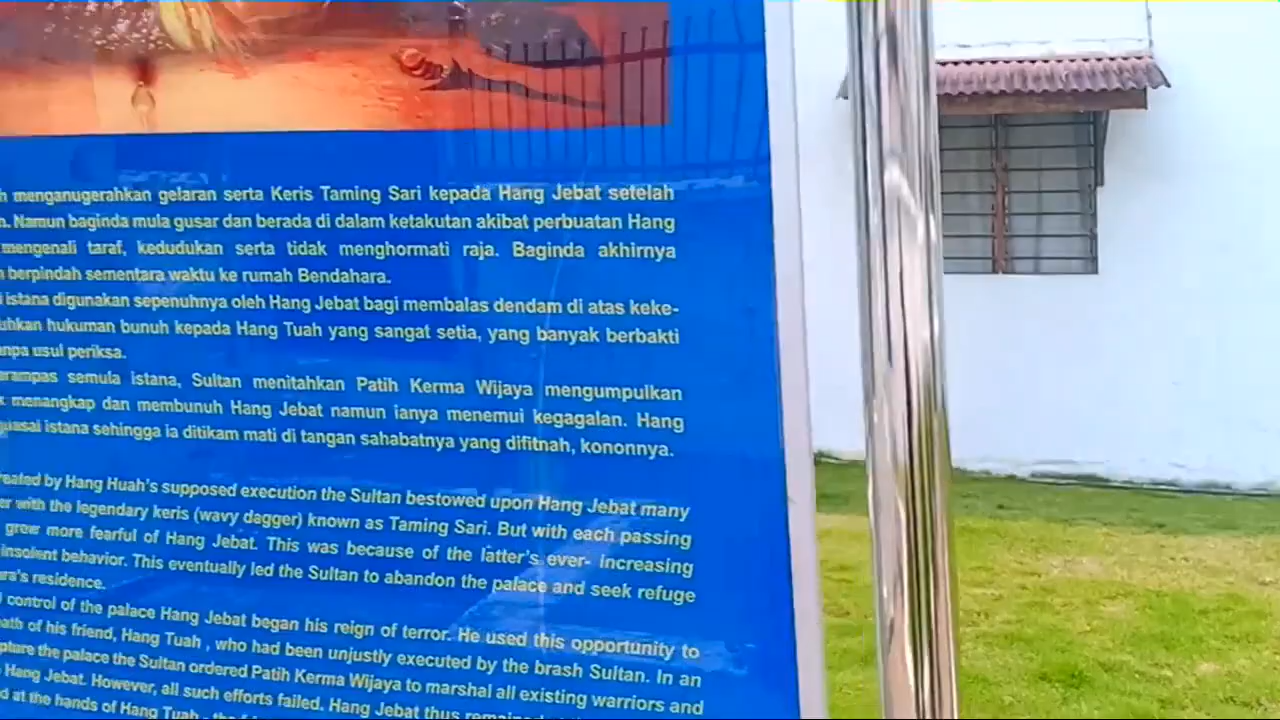 menganugerahkan gelaran serta Keris Taming Sari kepada Hang Jebat setelah
Namun baginda mula gusar dan berada di dalam ketakutan akibat perbuatan Hang
mengenali taraf, kedudukan serta tidak menghormati raja. Baginda akhirnya
berpindah sementara waktu ke rumah Bendahara.
i istana digunakan sepenuhnya oleh Hang Jebat bagi membalas dendam di atas keke-
uhkan hukuman bunuh kepada Hang Tuah yang sangat setia, yang banyak berbakti
npa usul periksa.
erampas semula istana, Sultan menitahkan Patih Kerma Wijaya mengumpulkan
menangkap dan membunuh Hang Jebat namun ianya menemui kegagalan. Hang
uasai istana sehingga ia ditikam mati di tangan sahabatnya yang difitnah, kononnya.
reated by Hang Huah's supposed execution the Sultan bestowed upon Hang Jebat many
er with the legendary keris (wavy dagger) known as Taming Sari. But with each passing
grew more fearful of Hang Jebat. This was because of the latter's ever- increasing
insolent behavior. This eventually led the Sultan to abandon the palace and seek refuge
ara's residence.
control of the palace Hang Jebat began his reign of terror. He used this opportunity to
eath of his friend, Hang Tuah , who had been unjustly executed by the brash Sultan. In an
pture the palace the Sultan ordered Patih Kerma Wijaya to marshal all existing warriors and
Hang Jebat. However, all such efforts failed. Hang Jebat thus
d at the hands of Hang Tuah